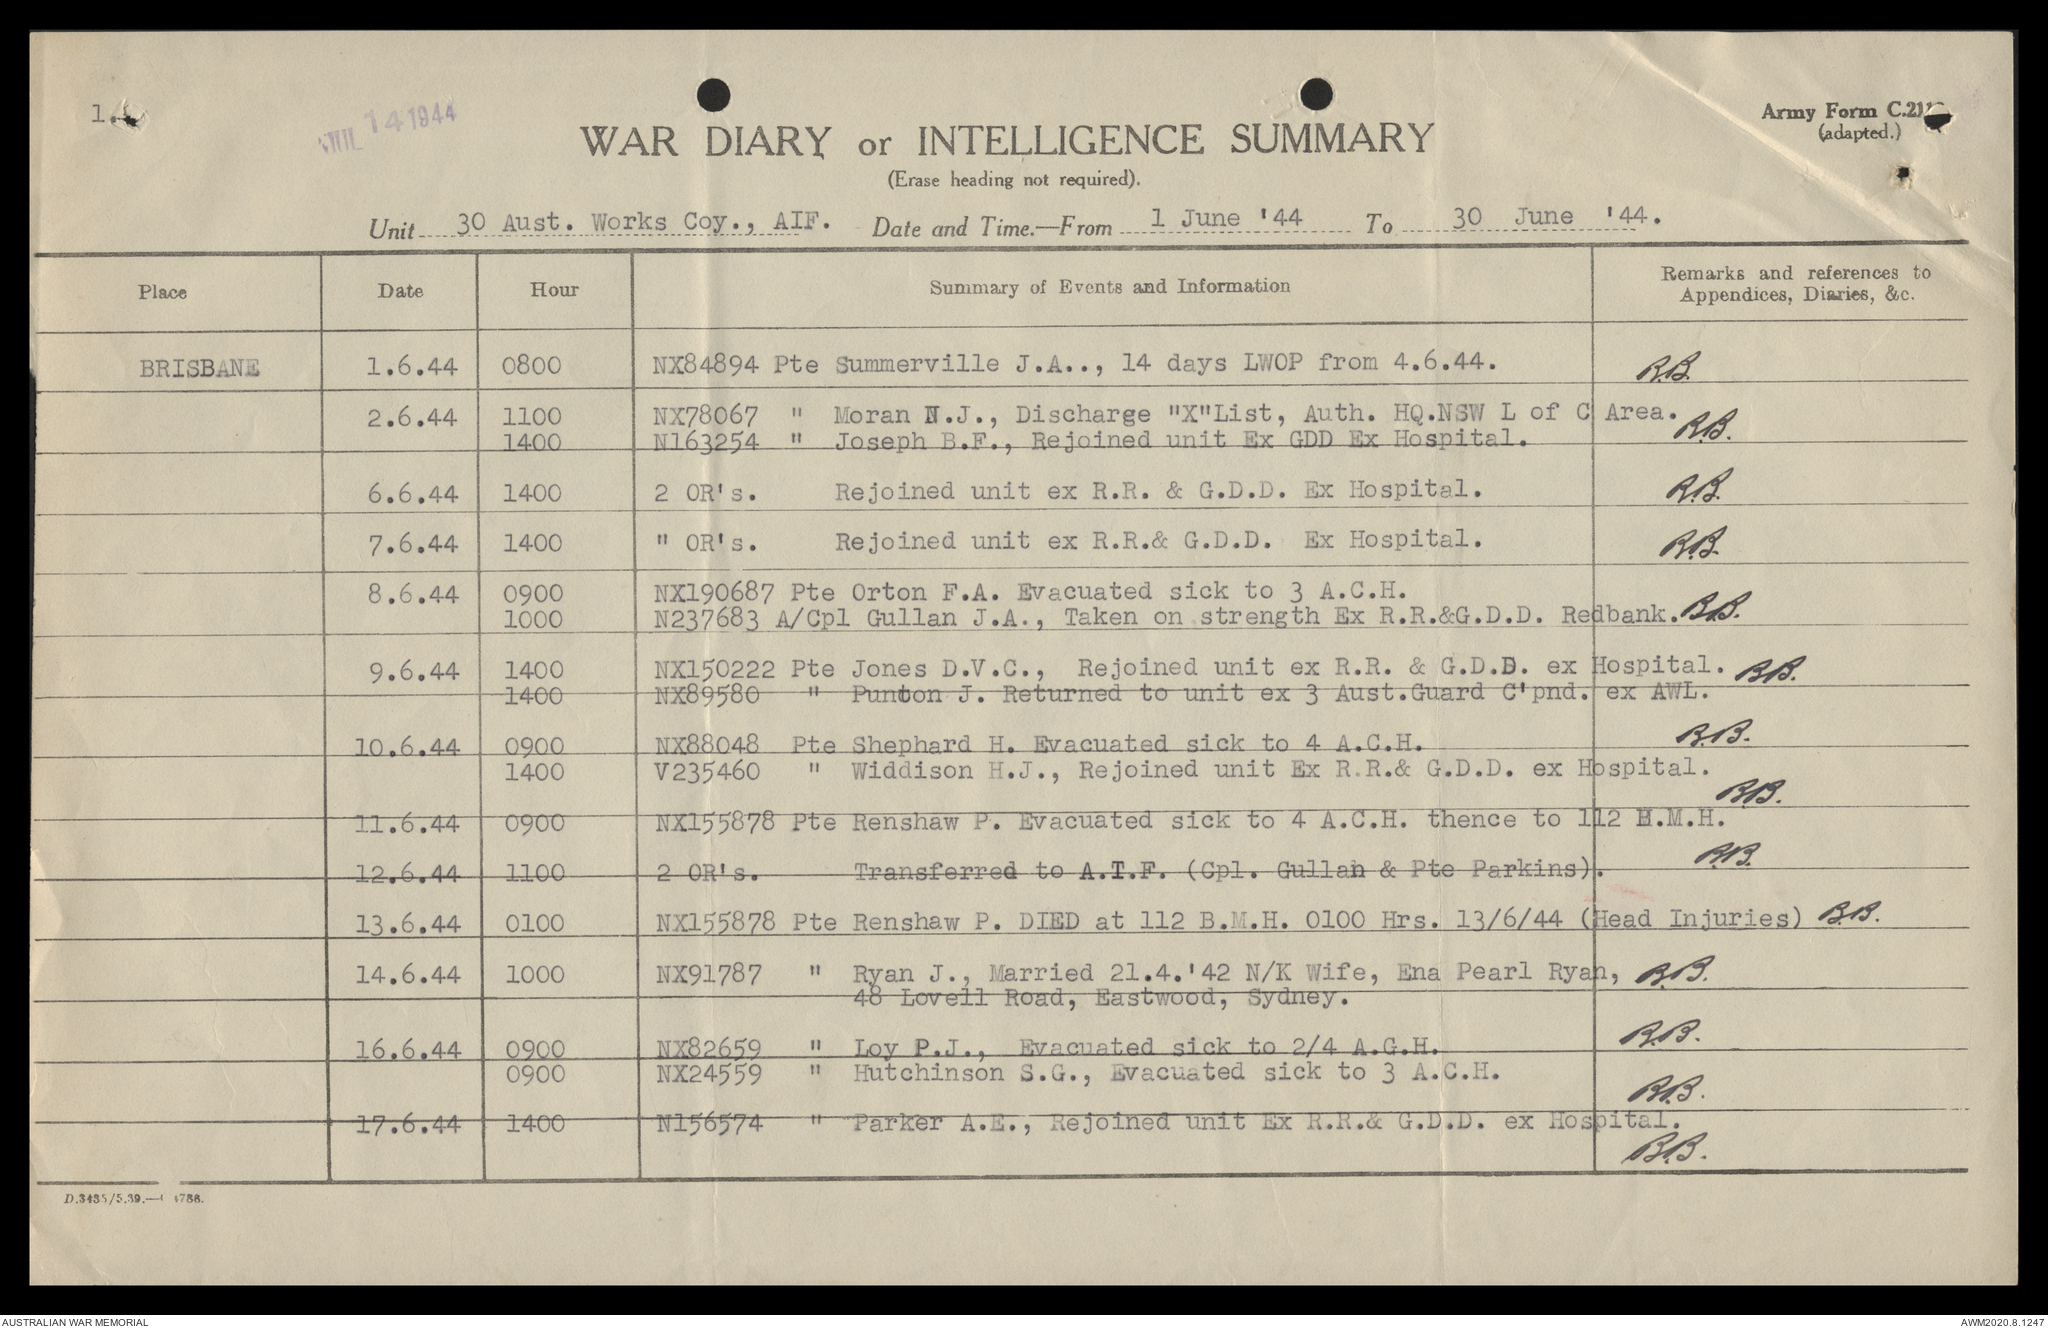 1.
JUL 14 1944
Army Form C.211
(adapted.)
WAR DIARY or INTELLIGENCE SUMMARY
(Erase heading not required).
Unit 30 Aust. Works Coy., AIF. Date and Time.—From 1 June '44 To 30 June '44.
Place Date Hour Summary of Events and Information Remarks and references to
Appendices, Diaries, &c.
BRISBANE 1.6.44 0800 NX84894 Pte Summerville J.A.., 14 days LWOP from 4.6.44. R.B.
2.6.44 1100 NX78067 " Moran N.J., Discharge "X"List, Auth. HQ.NSW L of C Area.
1400 N163254 " Joseph B.F., Rejoined unit Ex GDD Ex Hospital. R.B.
6.6.44 1400 2 OR's. Rejoined unit ex R.R. & G.D.D. Ex Hospital. R.B.
7.6.44 1400 " OR's. Rejoined unit ex R.R.& G.D.D. Ex Hospital. R.B.
8.6.44 0900 NX190687 Pte Orton F.A. Evacuated sick to 3 A.C.H.
1000 N237683 A/Cpl Gullan J.A., Taken on strength Ex R.R.&G.D.D. Redbank. R.B.
9.6.44 1400 NX150222 Pte Jones D.V.C., Rejoined unit ex R.R. & G.D.D. ex Hospital. R.B.
1400 NX89580 " Punton J. Returned to unit ex 3 Aust.Guard C'pnd. ex AWL.
10.6.44 0900 NX88048 Pte Shephard H. Evacuated sick to 4 A.C.H. R.B.
1400 V235460 " Widdison H.J., Rejoined unit Ex R.R.& G.D.D. ex Hospital.
R.B.
11.6.44 0900 NX155878 Pte Renshaw P. Evacuated sick to 4 A.C.H. thence to 112 B.M.H.
R.B.
12.6.44 1100 2 OR's. Transferred to A.T.F. (Cpl. Gullan & Pte Parkins).
13.6.44 0100 NX155878 Pte Renshaw P. DIED at 112 B.M.H. 0100 Hrs. 13/6/44 (Head Injuries) R.B.
14.6.44 1000 NX91787 " Ryan J., Married 21.4.'42 N/K Wife, Ena Pearl Ryan, R.B.
48 Lovell Road, Eastwood, Sydney.
R.B.
16.6.44 0900 NX82659 " Loy P.J., Evacuated sick to 2/4 A.G.H.
0900 NX24559 " Hutchinson S.G., Evacuated sick to 3 A.C.H.
R.B.
17.6.44 1400 N156574 " Parker A.E., Rejoined unit Ex R.R.& G.D.D. ex Hospital.
R.B.
D.3435/5.39.— 4786.
AUSTRALIAN WAR MEMORIAL AWM2020.8.1247